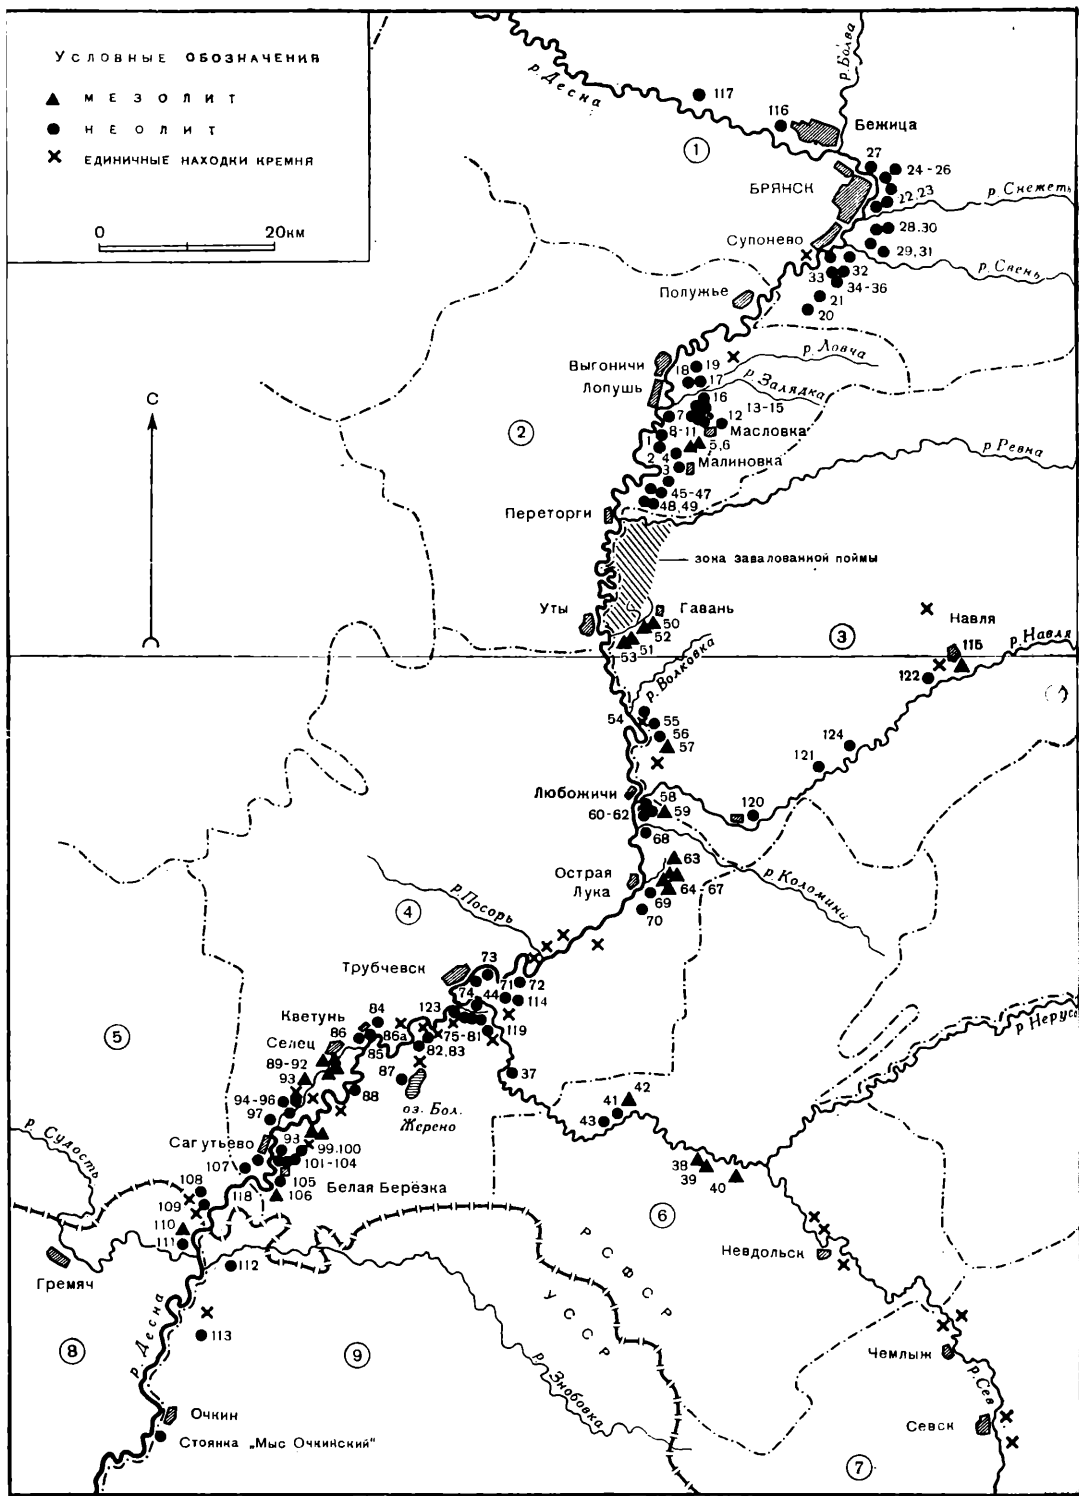 УСЛОВНЫЕ ОБОЗНАЧЕНИЯ
МЕЗОЛИТ
НЕОЛИТ
ЕДИНИЧНЫЕ НАХОДКИ КРЕМНЯ
0 20км
С
р. Десна
р. Болва
117
116
Бежица
1
27
24-26
БРЯНСК
22,23
р. Снежеть
28.30
Супонево
29,31
р. Свень
33
32
34-36
Полужье
21
20
р. Ловча
Выгоничи
18
19
17
Лопушь
р. Залядка
16
13-15
7
12
2
8-11
Масловка
1
5,6
2
4
Малиновка
3
р. Ревна
45-47
48,49
Переторги
зона завалованной поймы
Уты
Гавань
50
52
51
53
3
Навля
115
р. Навля
122
р. Волковка
54
55
56
57
124
121
Любожичи
58
60-62
59
120
68
63
Острая
Лука
64-67
69
70
р. Коломина
р. Посорь
4
73
Трубчевск
71
72
74
44
114
123
Кветунь
84
86
86а
75-81
119
5
Селец
85
82,83
89-92
93
87
37
88
оз. Бол.
Жерено
94-96
42
41
43
97
р. Судость
Сагутьево
98
99.100
101-104
107
38
39
40
105
Белая Берёзка
108
118
106
109
110
111
6
Р С Ф С Р
У С С Р
р. Неруса
Невдольск
Гремяч
112
113
р. Десна
8
9
р. Знобовка
Чемлыж
р. Сев
Очкин
Севск
Стоянка „Мыс Очкинский"
7